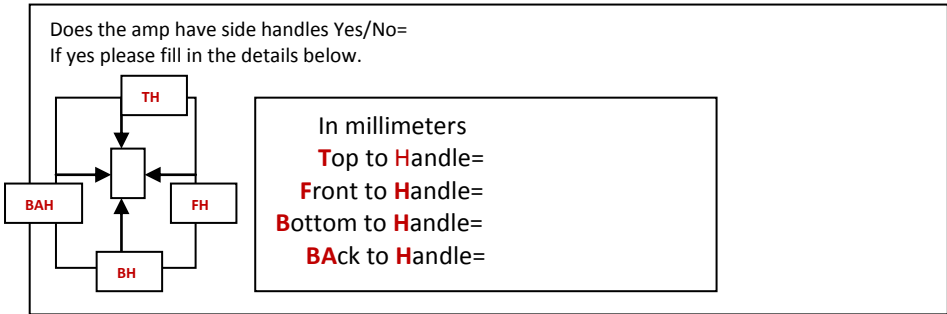 Does the amp have side handles Yes/No=
If yes please fill in the details below.
TH
BAH
FH
BH
In millimeters
Top to Handle=
Front to Handle=
Bottom to Handle=
BAck to Handle=